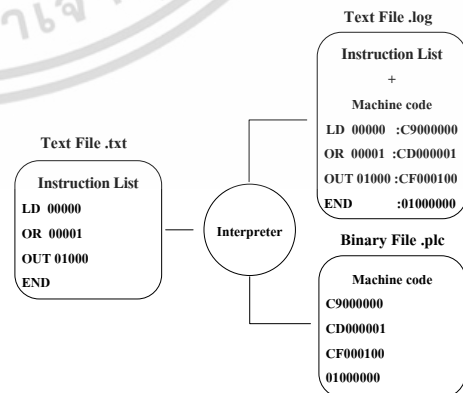 Text File .log
Instruction List
+
Machine code
LD 00000 :C9000000
OR 00001 :CD000001
OUT 01000 :CF000100
END :01000000
Text File .txt
Instruction List
LD 00000
OR 00001
OUT 01000
END
Interpreter
Binary File .plc
Machine code
C9000000
CD000001
CF000100
01000000